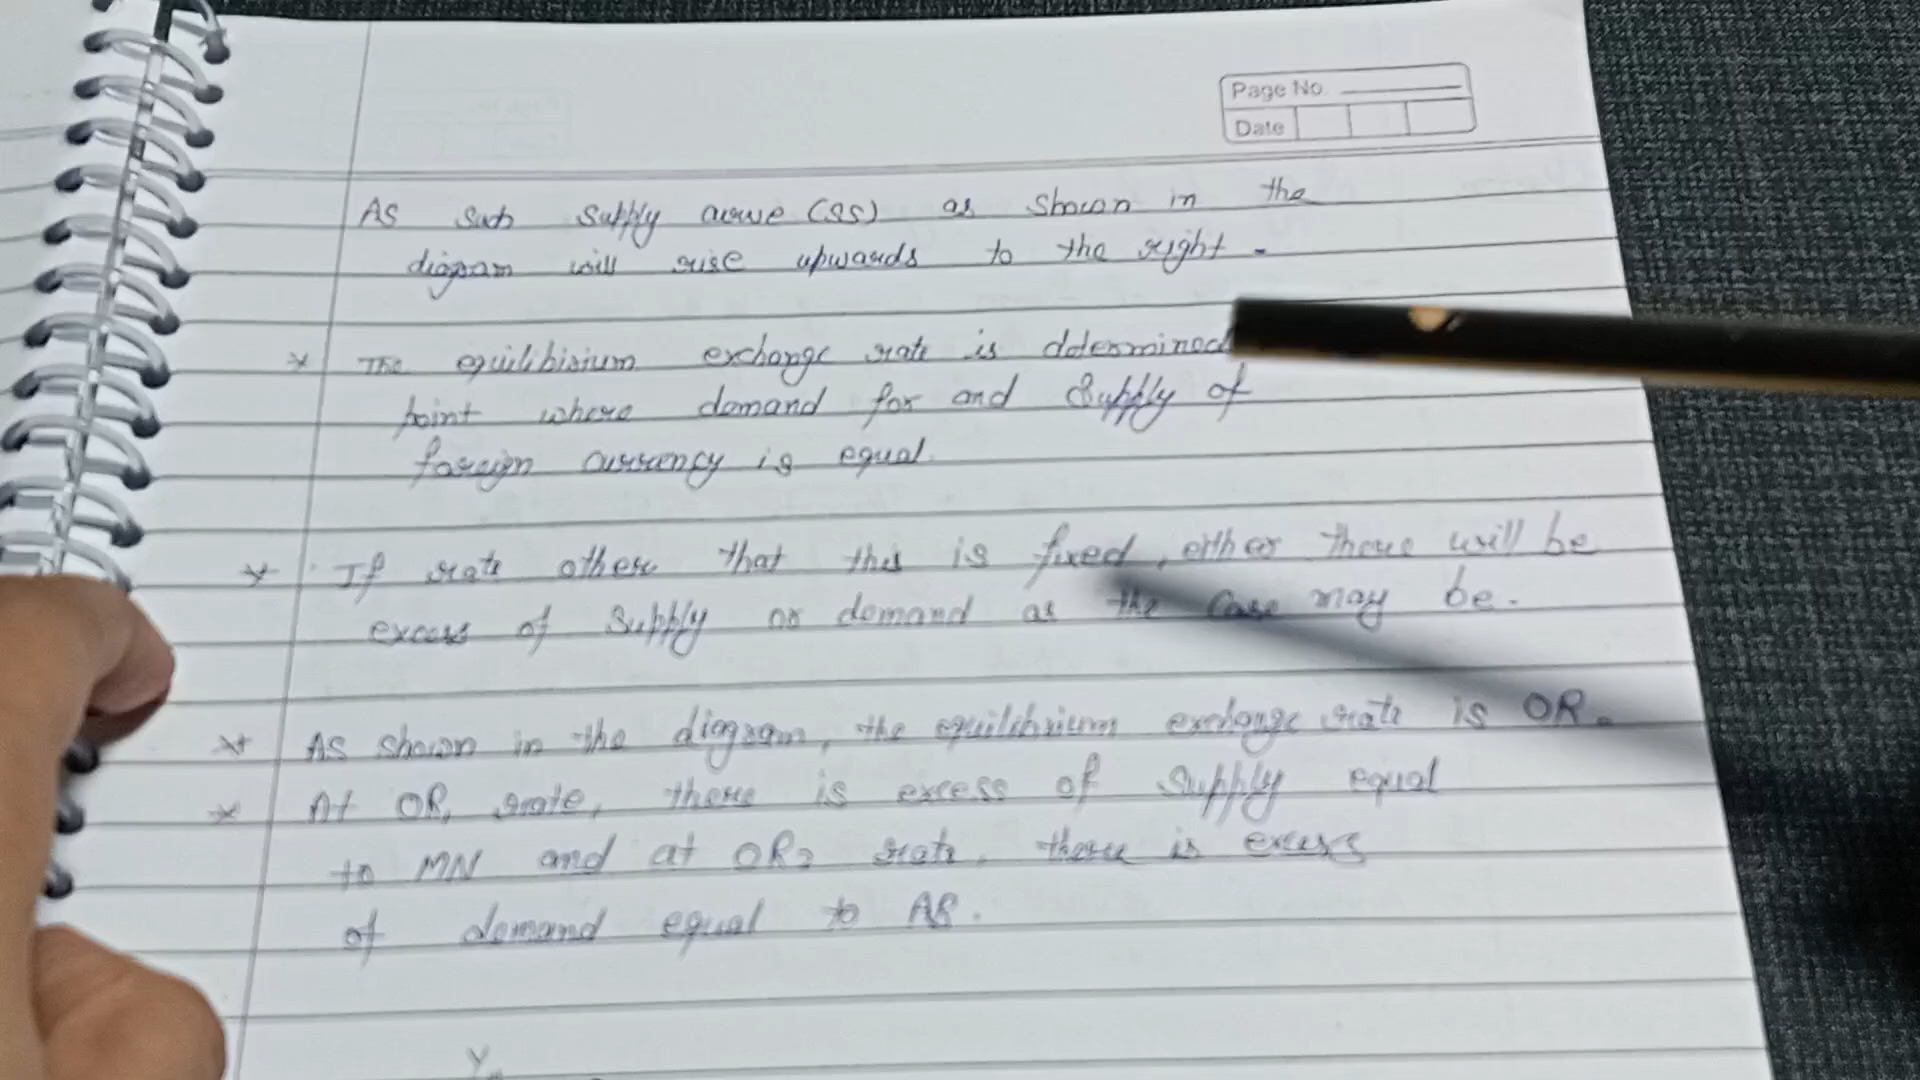 Page No.
Date
As such supply curve (SS) as shown in the
diagram will rise upwards to the right.
* The equilibirium exchange rate is determined
point where demand for and supply of
foreign currency is equal.
* If rate other that this is fixed, either there will be
excess of supply or demand as the case may be.
* As shown in the diagram, the equilibrium exchange rate is OR.
* At OR1 rate, there is excess of supply equal
to MN and at OR2 rate, there is excess
of demand equal to AB.
Y